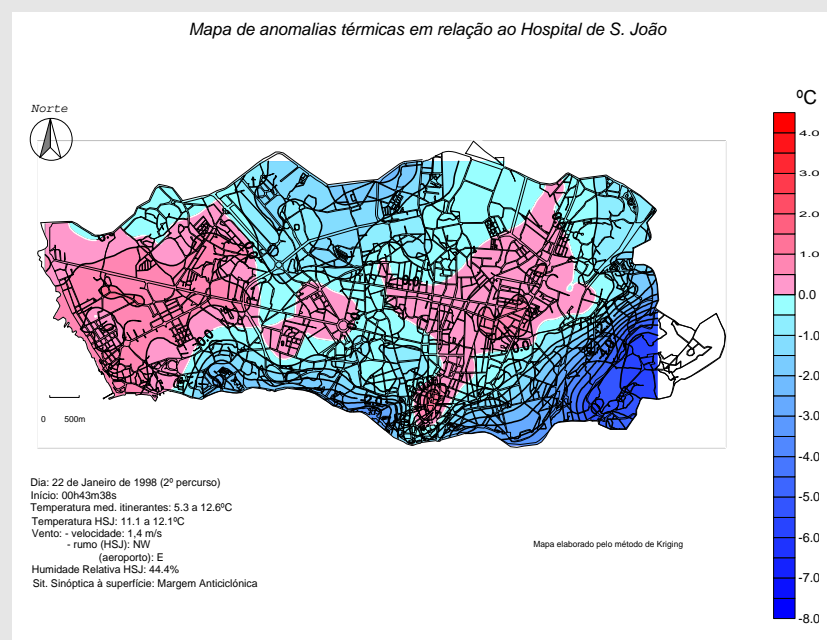 Mapa de anomalias térmicas em relação ao Hospital de S. João
Norte
ºC
4.0
3.0
2.0
1.0
0.0
-1.0
-2.0
-3.0
-4.0
-5.0
-6.0
-7.0
-8.0
0 500m
Dia: 22 de Janeiro de 1998 (2º percurso)
Início: 00h43m38s
Temperatura med. itinerantes: 5.3 a 12.6ºC
Temperatura HSJ: 11.1 a 12.1ºC
Vento: - velocidade: 1,4 m/s
- rumo (HSJ): NW
(aeroporto): E
Humidade Relativa HSJ: 44.4%
Sit. Sinóptica à superfície: Margem Anticiclónica
Mapa elaborado pelo método de Kriging